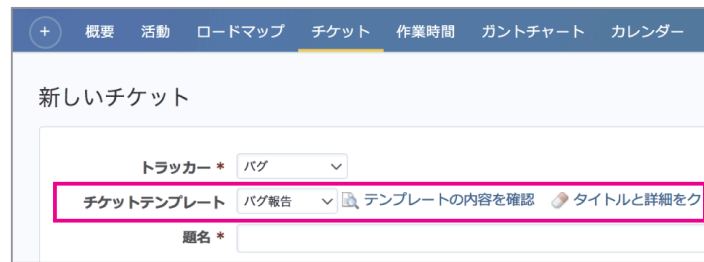 + 概要 活動 ロードマップ チケット 作業時間 ガントチャート カレンダー
新しいチケット
トラッカー * バグ
チケットテンプレート バグ報告 テンプレートの内容を確認 タイトルと詳細をク
題名 *